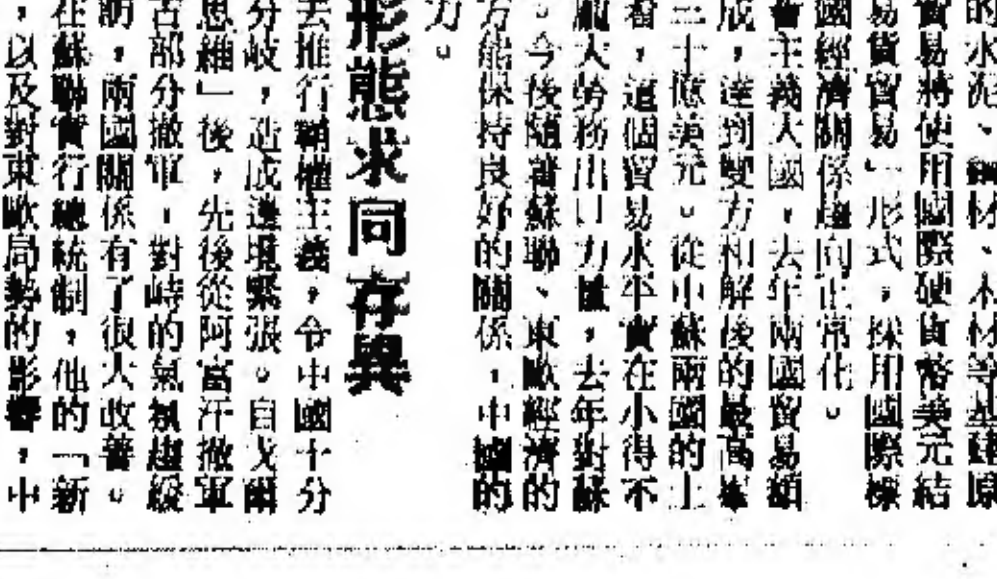 的水泥、鋼材、木材等基建原
貿易將使用國際硬貨幣美元結
易貨貿易」形式，採用國際標
國經濟關係趨向正常化。
會主義大國，去年兩國貿易額
成，達到雙方和解後的最高峯
三十億美元。從中蘇兩國的土
看，這個貿易水平實在小得不
龐大勞務出口力量，去年對蘇
。今後隨著蘇聯、東歐經濟的
方能保持良好的關係，中國的
力。
形態求同存異
去推行霸權主義，令中國十分
分歧，造成邊境緊張。自戈爾
思維」後，先後從阿富汗撤軍
古部分撤軍，對峙的氣氛趨緩
訪，兩國關係有了很大改善。
在蘇聯實行總統制，他的「新
，以及對東歐局勢的影響，中